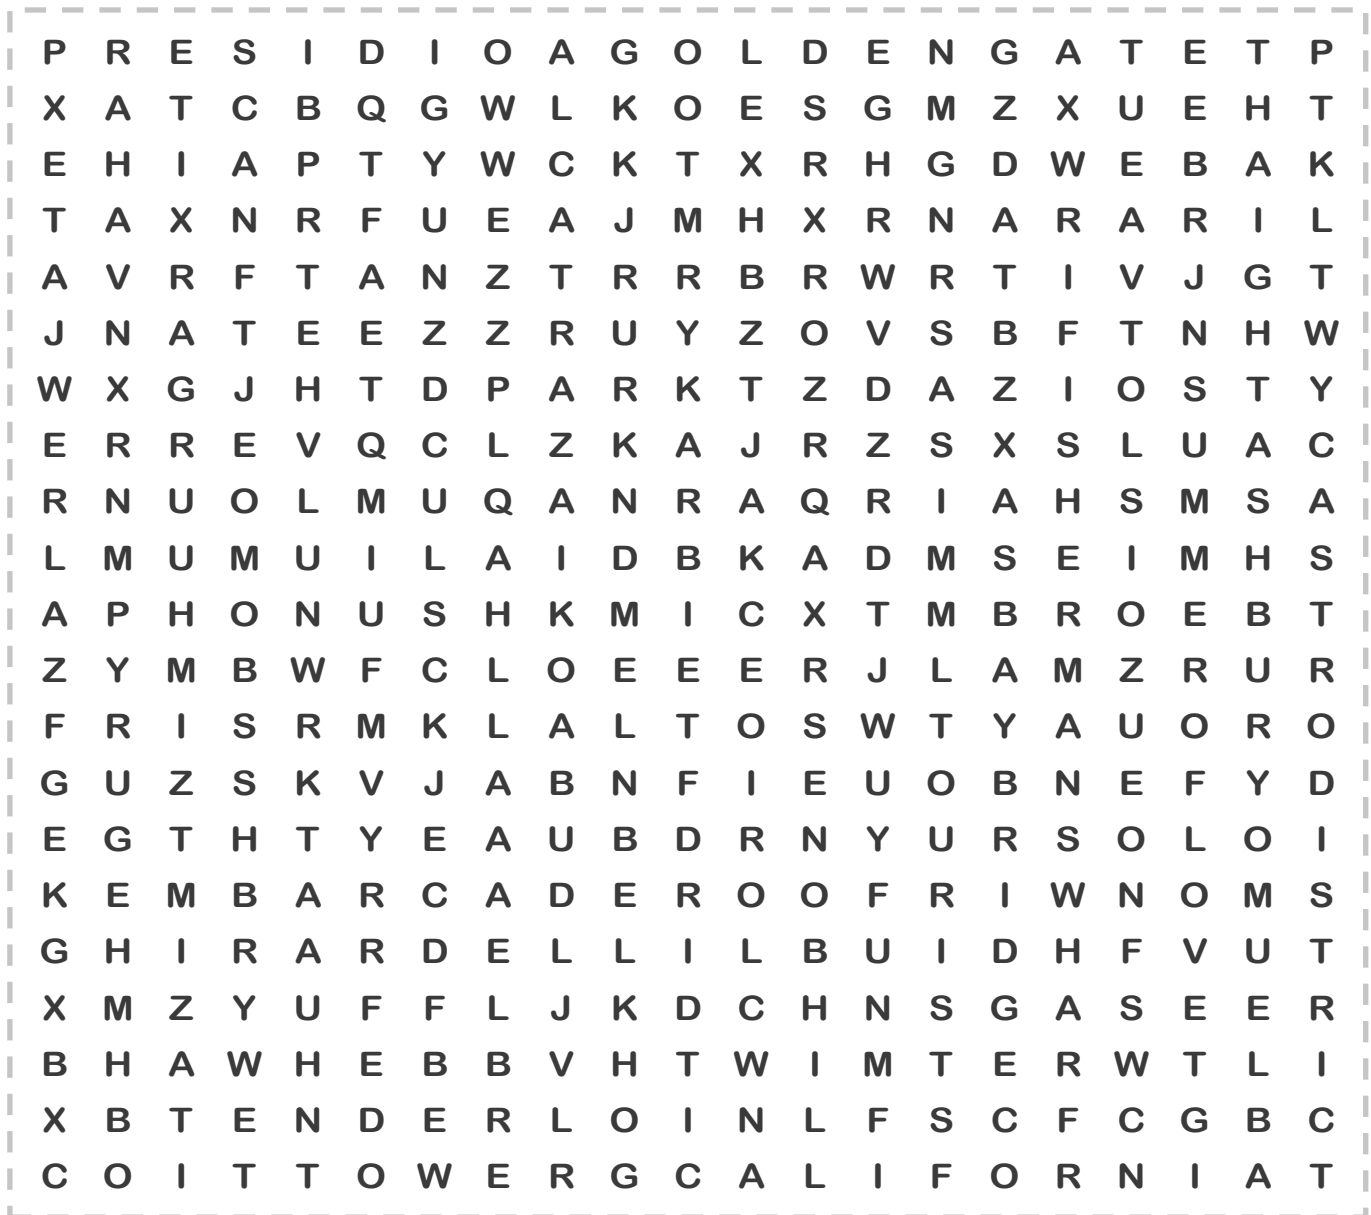 P R E S I D I O A G O L D E N G A T E T P
X A T C B Q G W L K O E S G M Z X U E H T
E H I A P T Y W C K T X R H G D W E B A K
T A X N R F U E A J M H X R N A R A R I L
A V R F T A N Z T R R B R W R T I V J G T
J N A T E E Z Z R U Y Z O V S B F T N H W
W X G J H T D P A R K T Z D A Z I O S T Y
E R R E V Q C L Z K A J R Z S X S L U A C
R N U O L M U Q A N R A Q R I A H S M S A
L M U M U I L A I D B K A D M S E I M H S
A P H O N U S H K M I C X T M B R O E B T
Z Y M B W F C L O E E E R J L A M Z R U R
F R I S R M K L A L T O S W T Y A U O R O
G U Z S K V J A B N F I E U O B N E F Y D
E G T H T Y E A U B D R N Y U R S O L O I
K E M B A R C A D E R O O F R I W N O M S
G H I R A R D E L L I L B U I D H F V U T
X M Z Y U F F L J K D C H N S G A S E E R
B H A W H E B B V H T W I M T E R W T L I
X B T E N D E R L O I N L F S C F C G B C
C O I T T O W E R G C A L I F O R N I A T